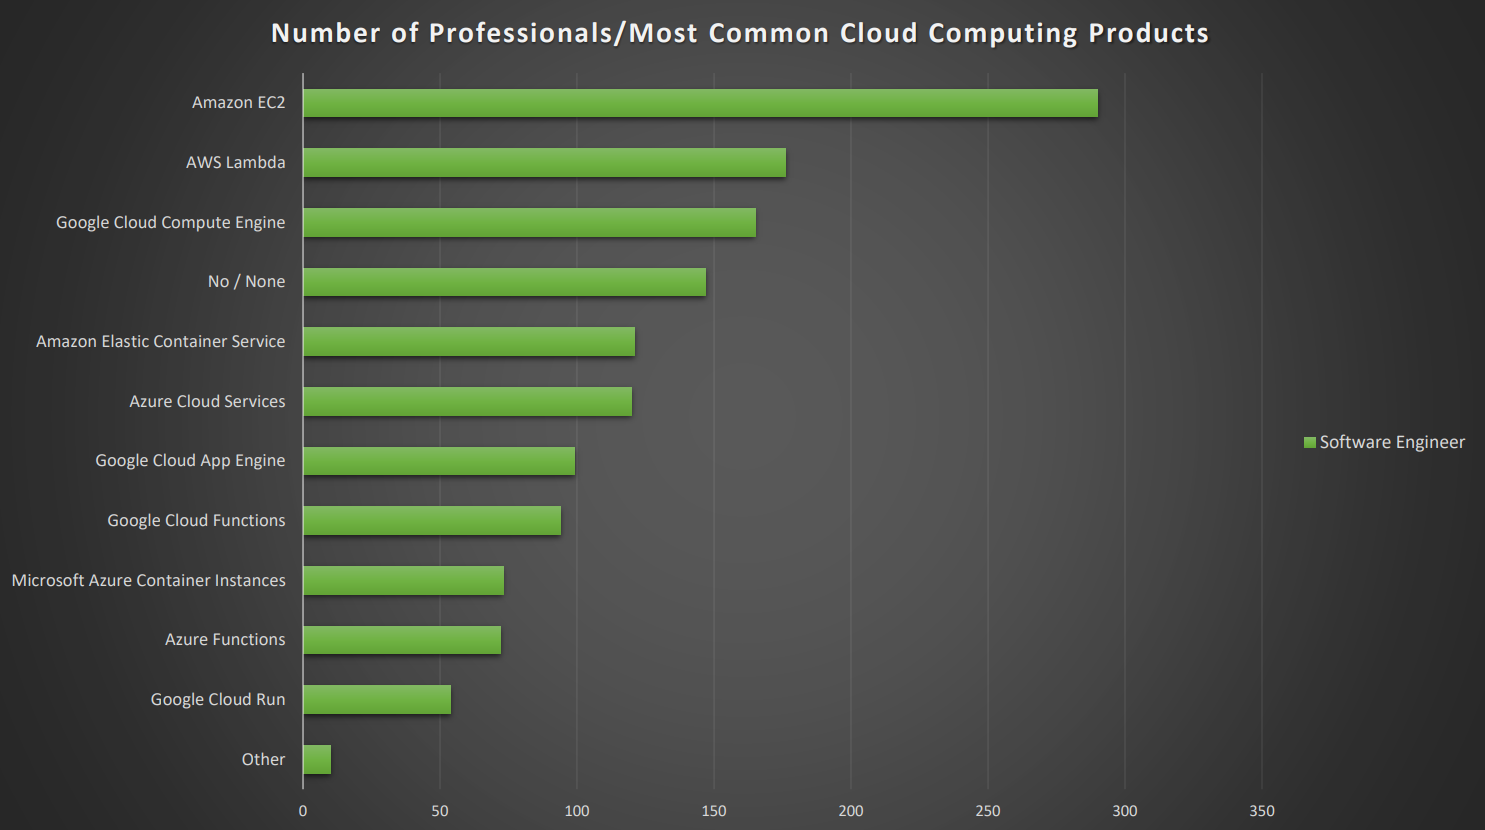 Number of Professionals/Most Common Cloud Computing Products
Amazon EC2
AWS Lambda
Google Cloud Compute Engine
No / None
Amazon Elastic Container Service
Azure Cloud Services
Google Cloud App Engine
Google Cloud Functions
Microsoft Azure Container Instances
Azure Functions
Google Cloud Run
Other
0 50 100 150 200 250 300 350
Software Engineer